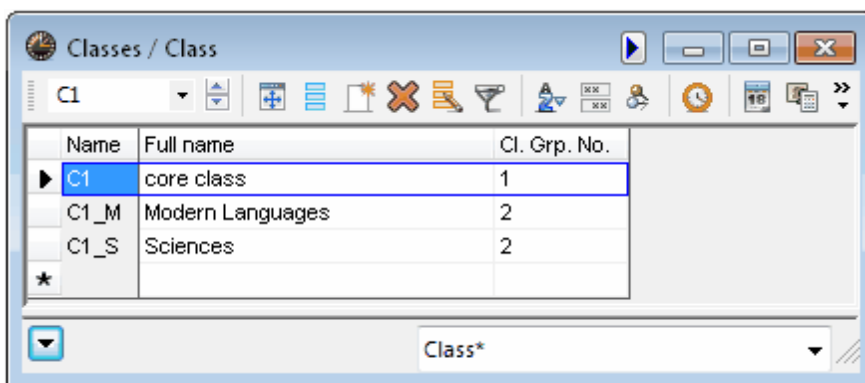 Classes / Class
C1
Name Full name Cl. Grp. No.
C1 core class 1
C1_M Modern Languages 2
C1_S Sciences 2
*
Class*